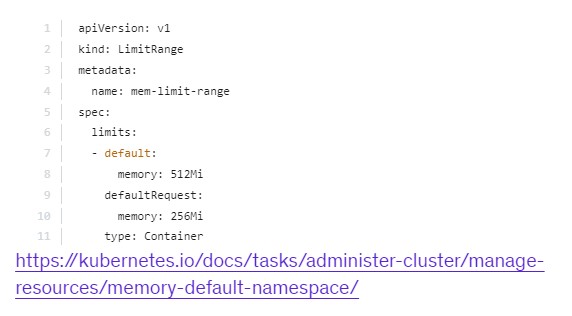 1 apiVersion: v1
2 kind: LimitRange
3 metadata:
4   name: mem-limit-range
5 spec:
6   limits:
7   - default:
8       memory: 512Mi
9     defaultRequest:
10       memory: 256Mi
11     type: Container
https://kubernetes.io/docs/tasks/administer-cluster/manage-
resources/memory-default-namespace/